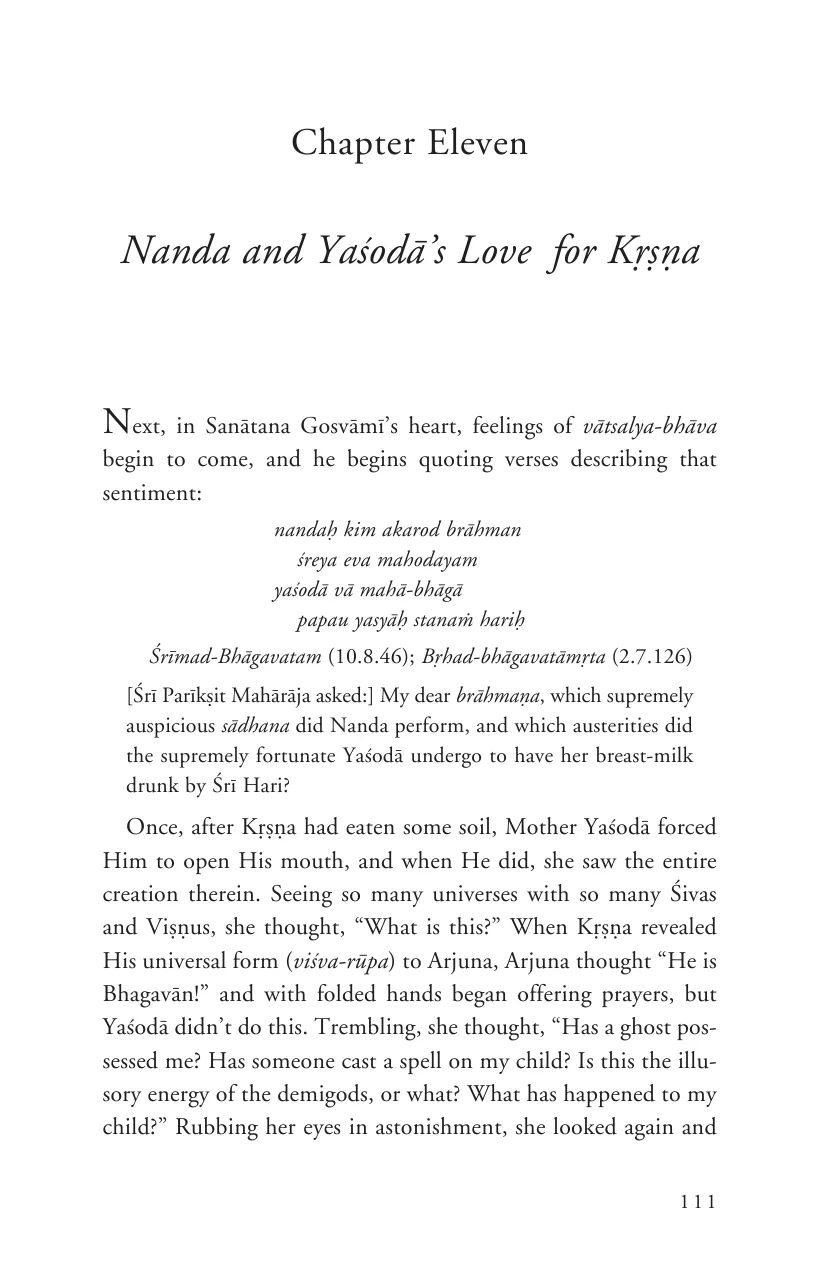 Chapter Eleven
Nanda and Yaśodā’s Love for Kṛṣṇa
Next, in Sanātana Gosvāmī’s heart, feelings of vātsalya-bhāva
begin to come, and he begins quoting verses describing that
sentiment:
nandaḥ kim akarod brāhman
śreya eva mahodayam
yaśodā vā mahā-bhāgā
papau yasyāḥ stanaṁ hariḥ
Śrīmad-Bhāgavatam (10.8.46); Bṛhad-bhāgavatāmṛta (2.7.126)
[Śrī Parīkṣit Mahārāja asked:] My dear brāhmaṇa, which supremely
auspicious sādhana did Nanda perform, and which austerities did
the supremely fortunate Yaśodā undergo to have her breast-milk
drunk by Śrī Hari?
Once, after Kṛṣṇa had eaten some soil, Mother Yaśodā forced
Him to open His mouth, and when He did, she saw the entire
creation therein. Seeing so many universes with so many Śivas
and Viṣṇus, she thought, “What is this?” When Kṛṣṇa revealed
His universal form (viśva-rūpa) to Arjuna, Arjuna thought “He is
Bhagavān!” and with folded hands began offering prayers, but
Yaśodā didn’t do this. Trembling, she thought, “Has a ghost pos-
sessed me? Has someone cast a spell on my child? Is this the illu-
sory energy of the demigods, or what? What has happened to my
child?” Rubbing her eyes in astonishment, she looked again and
111